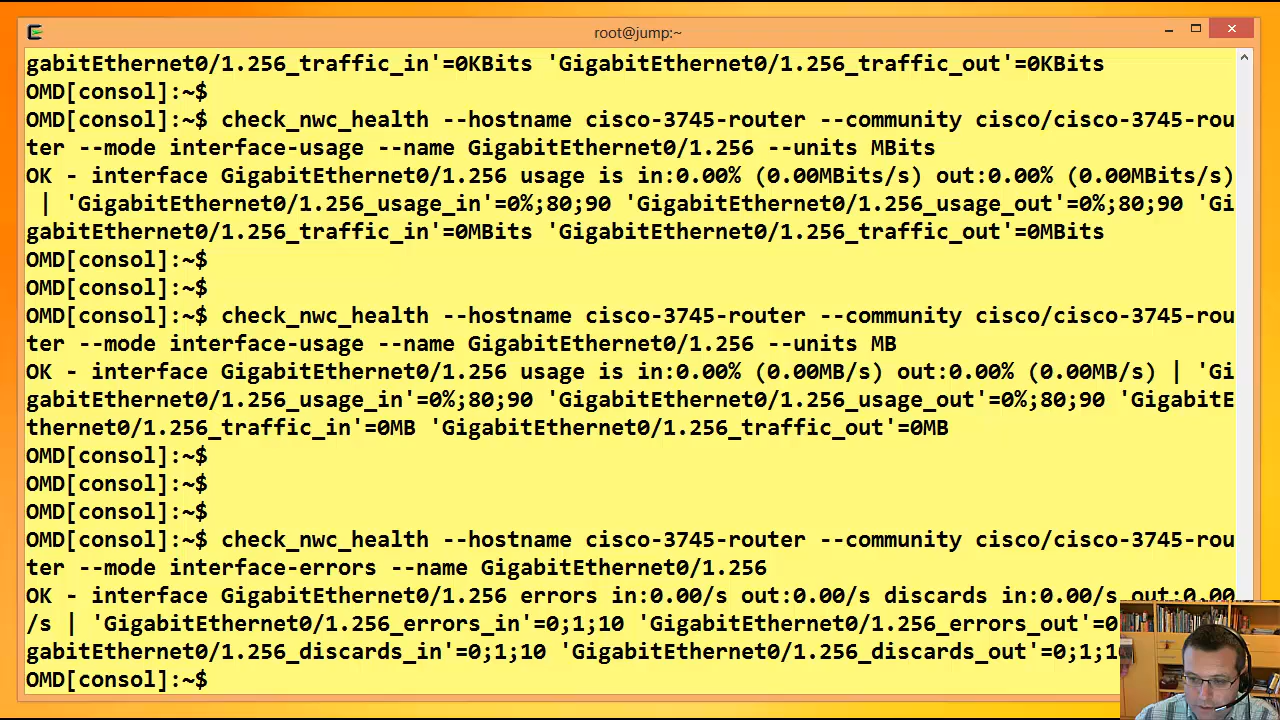 root@jump:~
gabitEthernet0/1.256_traffic_in'=0KBits 'GigabitEthernet0/1.256_traffic_out'=0KBits
OMD[consol]:~$
OMD[consol]:~$ check_nwc_health --hostname cisco-3745-router --community cisco/cisco-3745-rou
ter --mode interface-usage --name GigabitEthernet0/1.256 --units MBits
OK - interface GigabitEthernet0/1.256 usage is in:0.00% (0.00MBits/s) out:0.00% (0.00MBits/s)
| 'GigabitEthernet0/1.256_usage_in'=0%;80;90 'GigabitEthernet0/1.256_usage_out'=0%;80;90 'Gi
gabitEthernet0/1.256_traffic_in'=0MBits 'GigabitEthernet0/1.256_traffic_out'=0MBits
OMD[consol]:~$
OMD[consol]:~$
OMD[consol]:~$ check_nwc_health --hostname cisco-3745-router --community cisco/cisco-3745-rou
ter --mode interface-usage --name GigabitEthernet0/1.256 --units MB
OK - interface GigabitEthernet0/1.256 usage is in:0.00% (0.00MB/s) out:0.00% (0.00MB/s) | 'Gi
gabitEthernet0/1.256_usage_in'=0%;80;90 'GigabitEthernet0/1.256_usage_out'=0%;80;90 'GigabitE
thernet0/1.256_traffic_in'=0MB 'GigabitEthernet0/1.256_traffic_out'=0MB
OMD[consol]:~$
OMD[consol]:~$
OMD[consol]:~$
OMD[consol]:~$ check_nwc_health --hostname cisco-3745-router --community cisco/cisco-3745-rou
ter --mode interface-errors --name GigabitEthernet0/1.256
OK - interface GigabitEthernet0/1.256 errors in:0.00/s out:0.00/s discards in:0.00/s out:0.00
/s | 'GigabitEthernet0/1.256_errors_in'=0;1;10 'GigabitEthernet0/1.256_errors_out'=0
gabitEthernet0/1.256_discards_in'=0;1;10 'GigabitEthernet0/1.256_discards_out'=0;1;10
OMD[consol]:~$